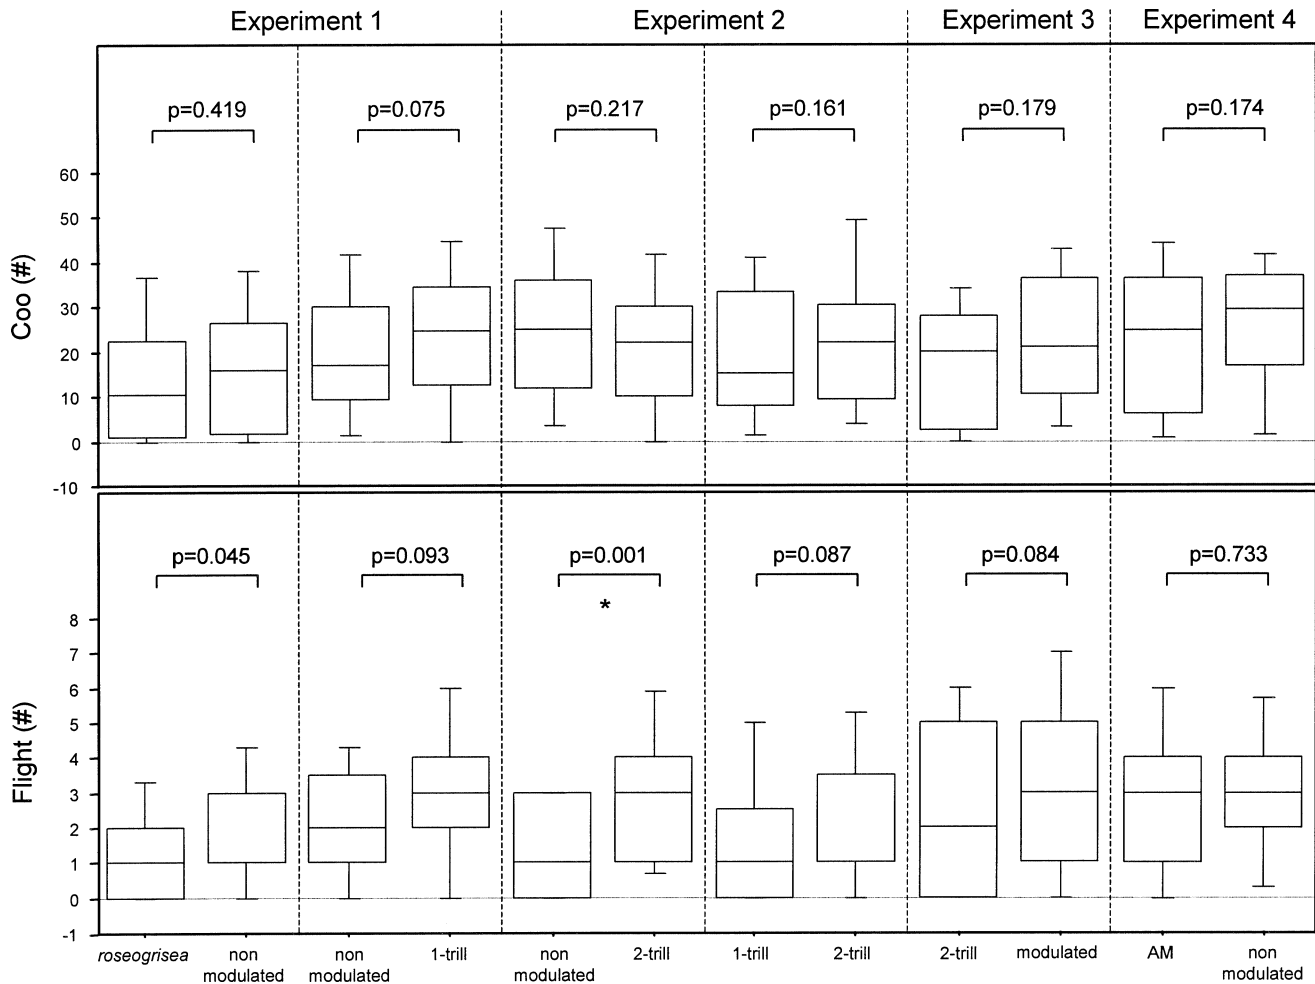 Experiment 1 Experiment 2 Experiment 3 Experiment 4
p=0.419 p=0.075 p=0.217 p=0.161 p=0.179 p=0.174
60
50
40
30
20
10
0
-10
Coo (#)
p=0.045 p=0.093 p=0.001 p=0.087 p=0.084 p=0.733
*
8
7
6
5
4
3
2
1
0
-1
Flight (#)
roseogrisea non non 1-trill non 2-trill 1-trill 2-trill 2-trill modulated AM non
modulated modulated modulated modulated